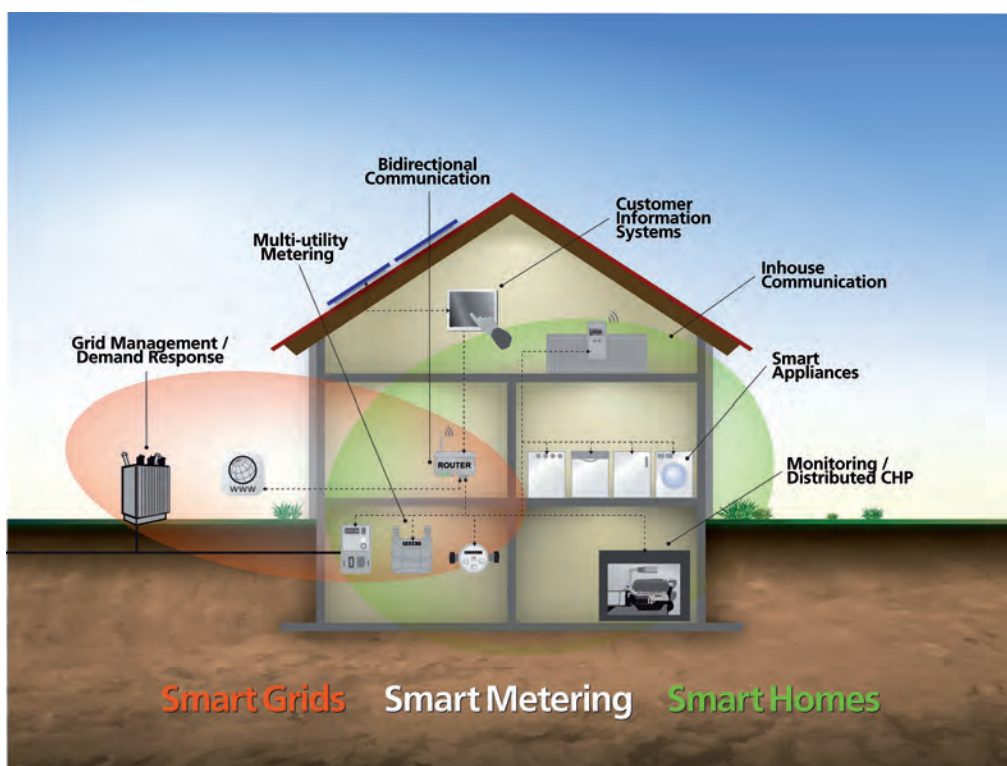 Bidirectional
Communication
Customer
Information
Systems
Multi-utility
Metering
Inhouse
Communication
Grid Management /
Demand Response
Smart
Appliances
ROUTER
Monitoring /
Distributed CHP
www
Smart Grids Smart Metering Smart Homes